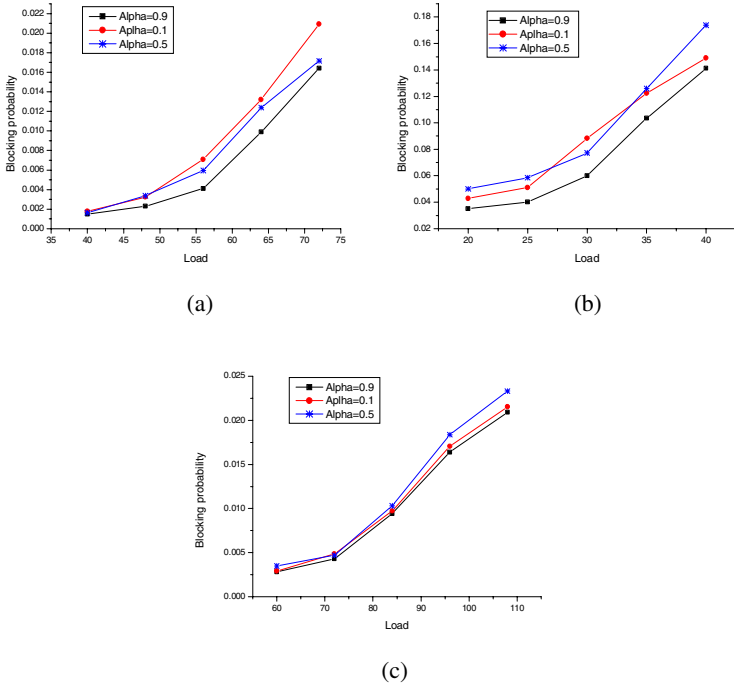 Alpha=0.9
Aplha=0.1
Alpha=0.5
Blocking probability
0.021
0.018
0.016
0.014
0.012
0.010
0.008
0.006
0.004
0.002
0.000
35 40 45 50 55 60 65 70 75
Load
(a)
Alpha=0.9
Aplha=0.1
Alpha=0.5
Blocking probability
0.18
0.16
0.14
0.12
0.10
0.08
0.06
0.04
0.02
20 25 30 35 40
Load
(b)
Alpha=0.9
Aplha=0.1
Alpha=0.5
Blocking probability
0.025
0.020
0.015
0.010
0.005
0.000
60 70 80 90 100 110
Load
(c)